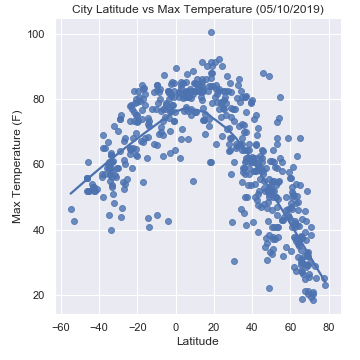 City Latitude vs Max Temperature (05/10/2019)
100
80
60
40
20
Max Temperature (F)
−60 −40 −20 0 20 40 60 80
Latitude